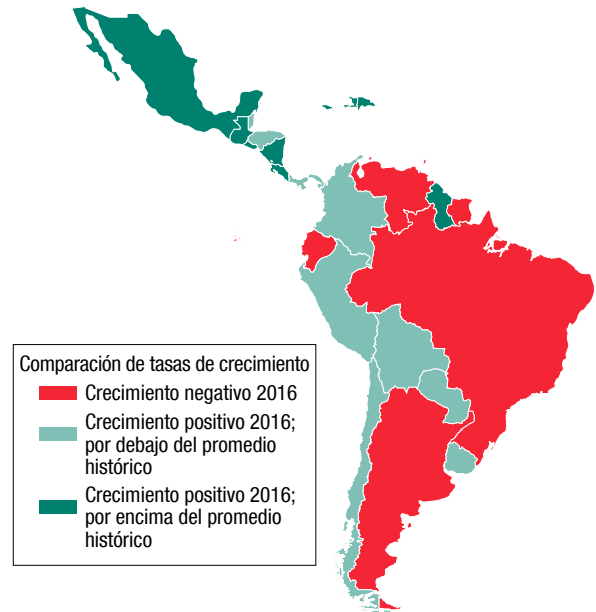 Comparación de tasas de crecimiento
Crecimiento negativo 2016
Crecimiento positivo 2016;
por debajo del promedio
histórico
Crecimiento positivo 2016;
por encima del promedio
histórico